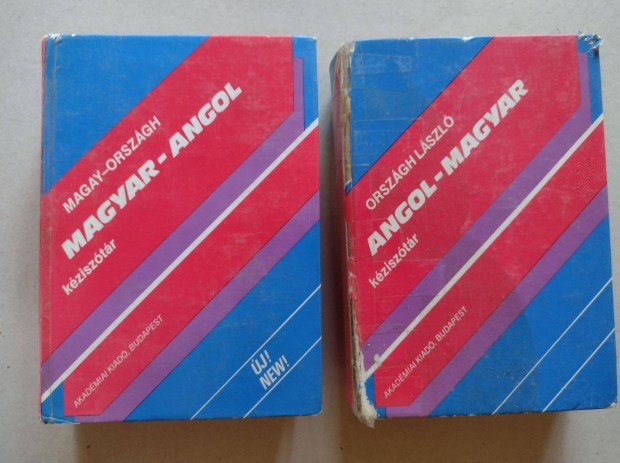 MAGAY–ORSZÁGH
MAGYAR - ANGOL
kéziszótár
AKADÉMIAI KIADÓ, BUDAPEST
ÚJ!
NEW!
ORSZÁGH LÁSZLÓ
ANGOL-MAGYAR
kéziszótár
AKADÉMIAI KIADÓ, BUDAPEST